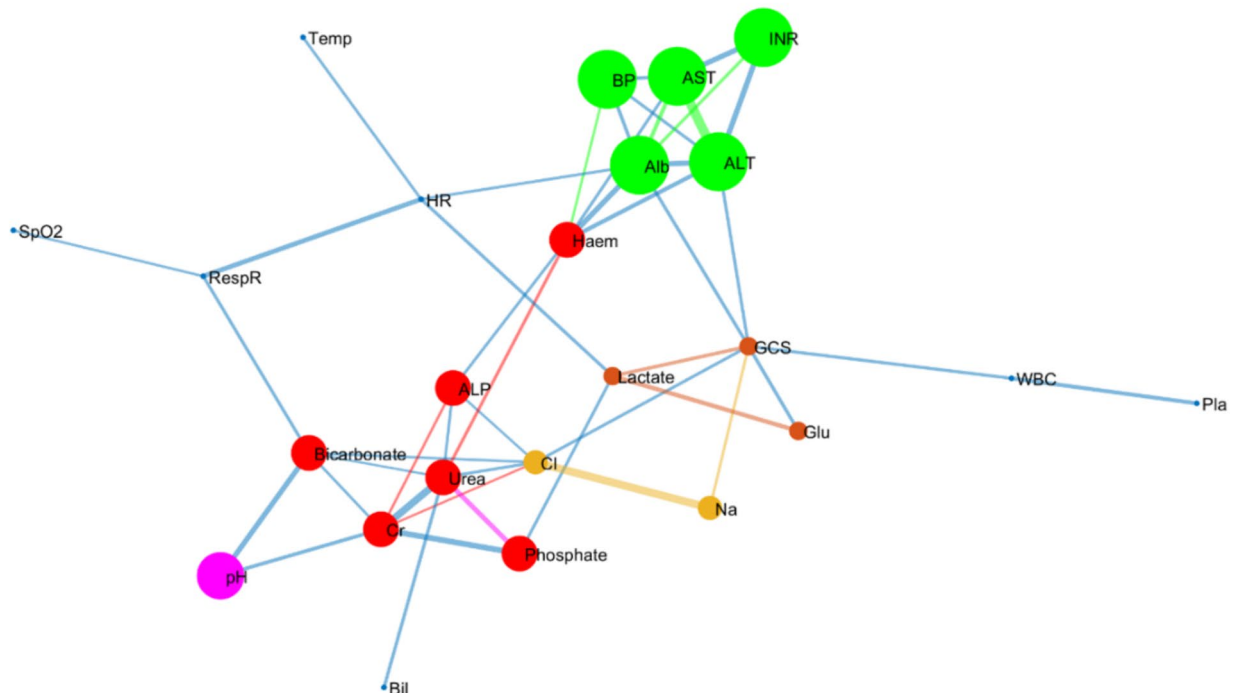 Temp
INR
BP
AST
Alb
ALT
HR
SpO2
Haem
RespR
GCS
Lactate
WBC
ALP
Pla
Glu
Bicarbonate
Cl
Urea
Na
Cr
Phosphate
pH
Bil